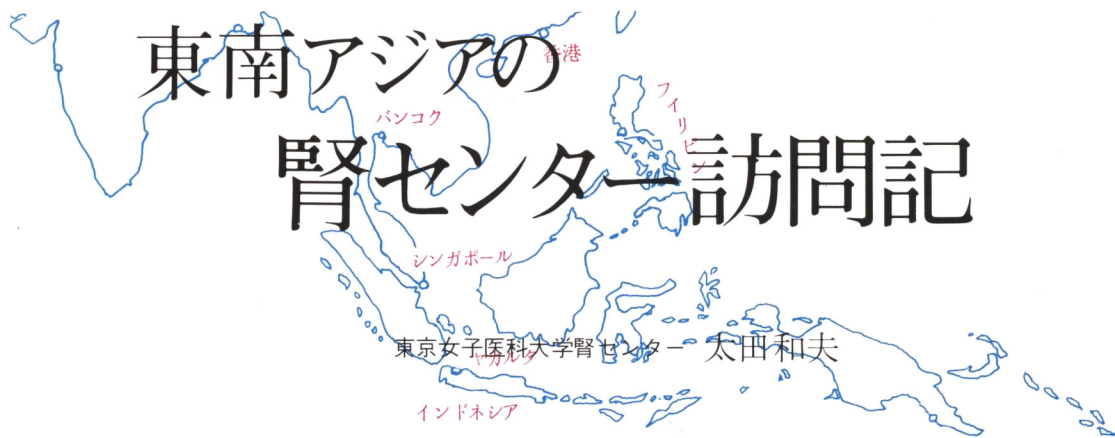 東南アジアの
香港
バンコク
フィリピン
腎センター訪問記
シンガポール
東京女子医科大学腎センター 太田和夫
ジャカルタ
インドネシア